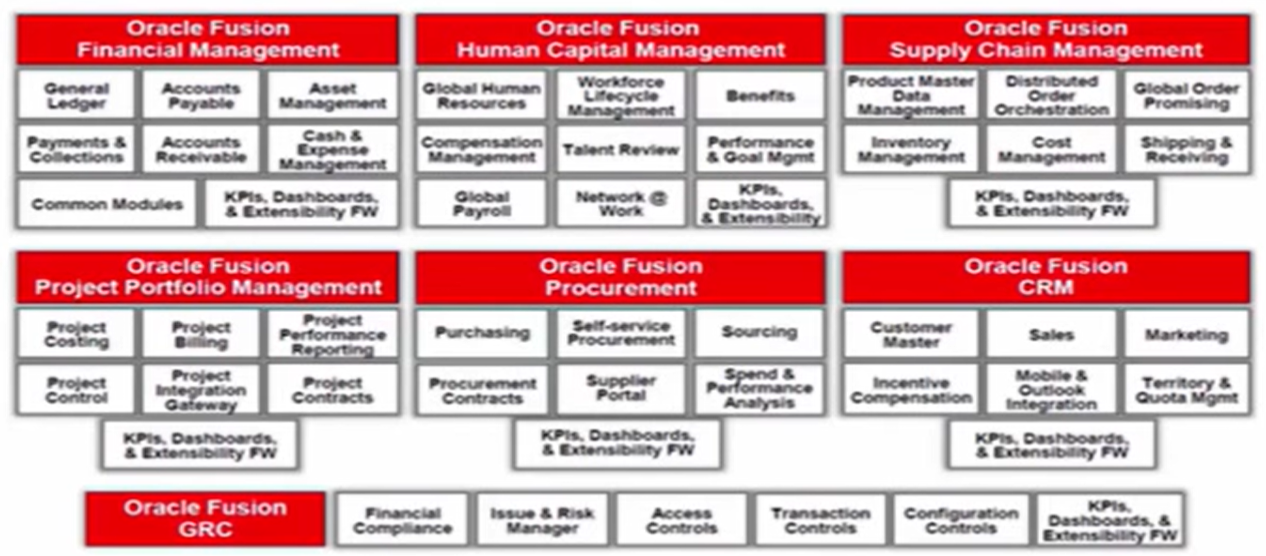 Oracle Fusion
Financial Management
General
Ledger
Accounts
Payable
Asset
Management
Payments &
Collections
Accounts
Receivable
Cash &
Expense
Management
Common Modules
KPIs, Dashboards,
& Extensibility FW
Oracle Fusion
Human Capital Management
Global Human
Resources
Workforce
Lifecycle
Management
Benefits
Compensation
Management
Talent Review
Performance
& Goal Mgmt
Global
Payroll
Network @
Work
KPIs,
Dashboards,
& Extensibility
Oracle Fusion
Supply Chain Management
Product Master
Data
Management
Distributed
Order
Orchestration
Global Order
Promising
Inventory
Management
Cost
Management
Shipping &
Receiving
KPIs, Dashboards,
& Extensibility FW
Oracle Fusion
Project Portfolio Management
Project
Costing
Project
Billing
Project
Performance
Reporting
Project
Control
Project
Integration
Gateway
Project
Contracts
KPIs, Dashboards,
& Extensibility FW
Oracle Fusion
Procurement
Purchasing
Self-service
Procurement
Sourcing
Procurement
Contracts
Supplier
Portal
Spend &
Performance
Analysis
KPIs, Dashboards,
& Extensibility FW
Oracle Fusion
CRM
Customer
Master
Sales
Marketing
Incentive
Compensation
Mobile &
Outlook
Integration
Territory &
Quota Mgmt
KPIs, Dashboards,
& Extensibility FW
Oracle Fusion
GRC
Financial
Compliance
Issue & Risk
Manager
Access
Controls
Transaction
Controls
Configuration
Controls
KPIs,
Dashboards, &
Extensibility FW